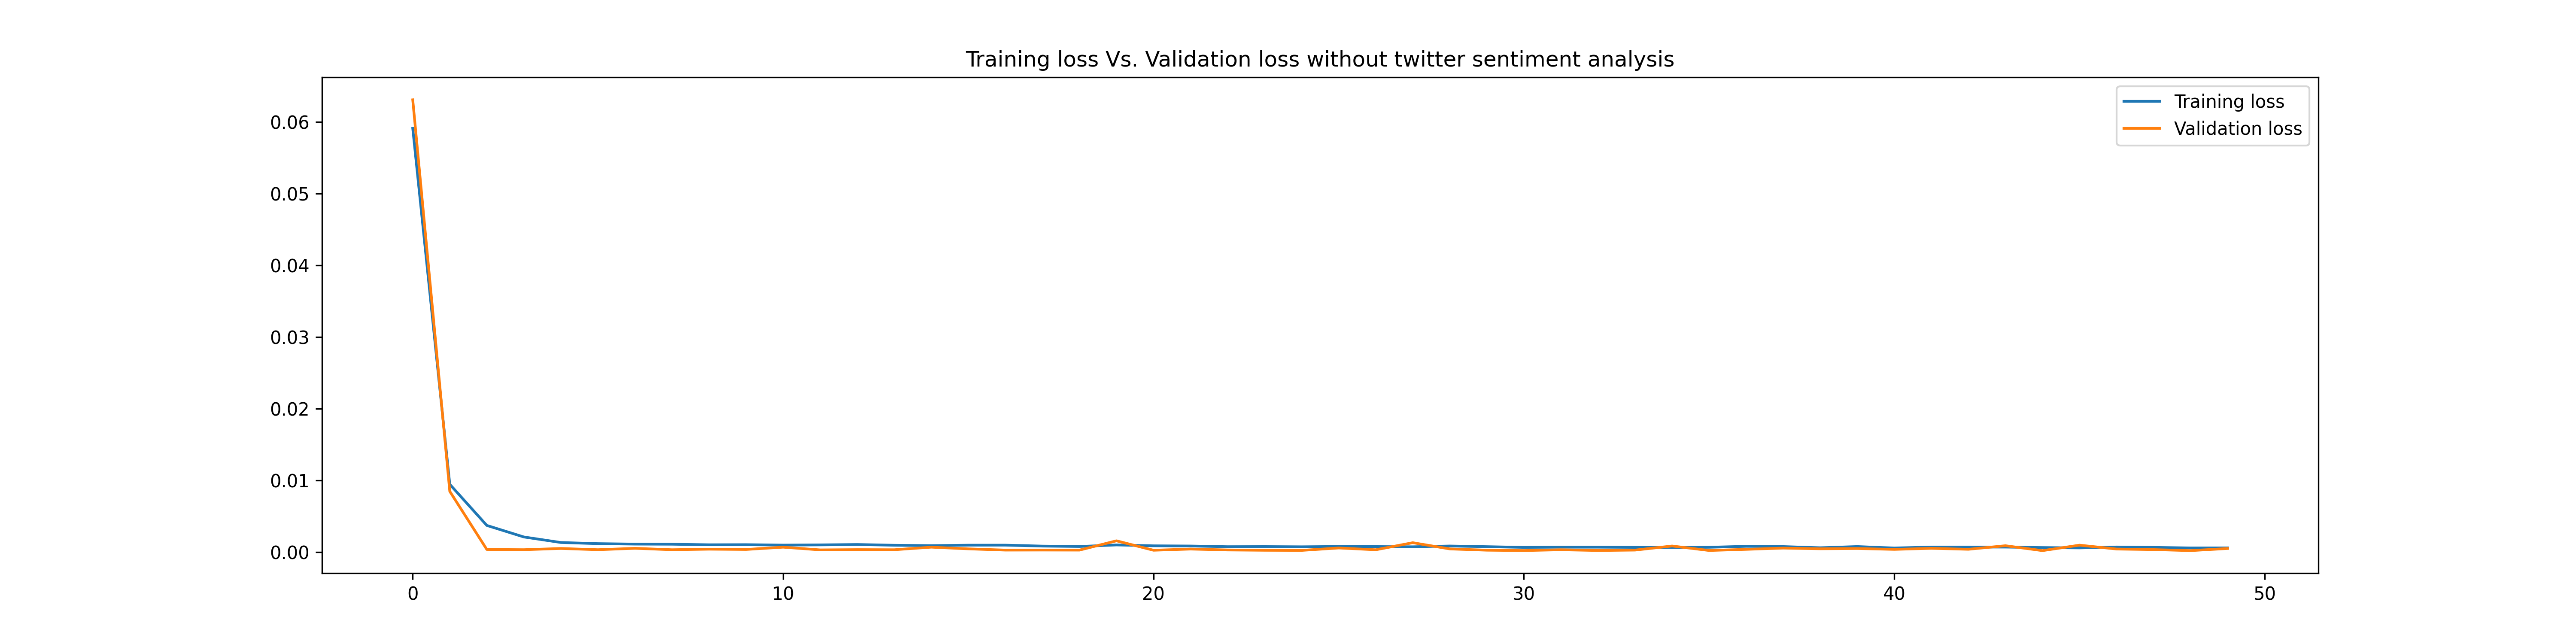 Training loss Vs. Validation loss without twitter sentiment analysis
Training loss
Validation loss
0.06
0.05
0.04
0.03
0.02
0.01
0.00
0 10 20 30 40 50